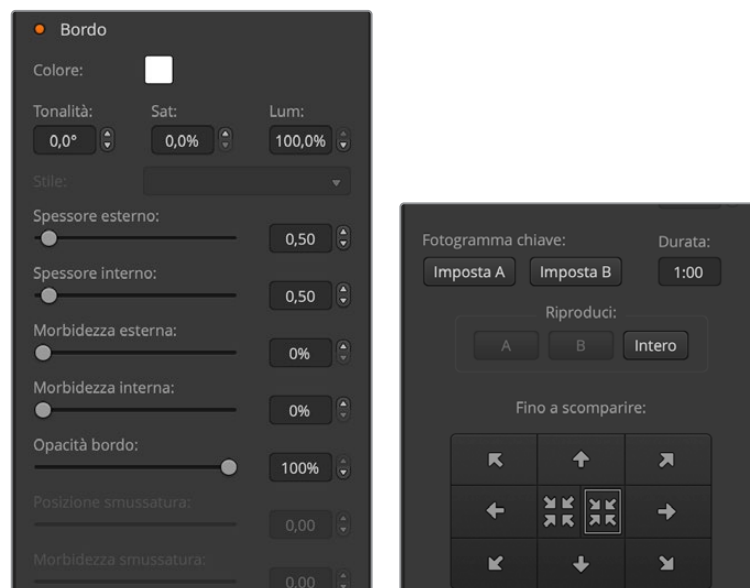 Bordo
Colore:
Tonalità: Sat: Lum:
0,0° 0,0% 100,0%
Stile:
Spessore esterno:
0,50
Spessore interno:
0,50
Morbidezza esterna:
0%
Morbidezza interna:
0%
Opacità bordo:
100%
Posizione smussatura:
0,00
Morbidezza smussatura:
0,00
Fotogramma chiave: Durata:
Imposta A Imposta B 1:00
Riproduci:
A B Intero
Fino a scomparire: